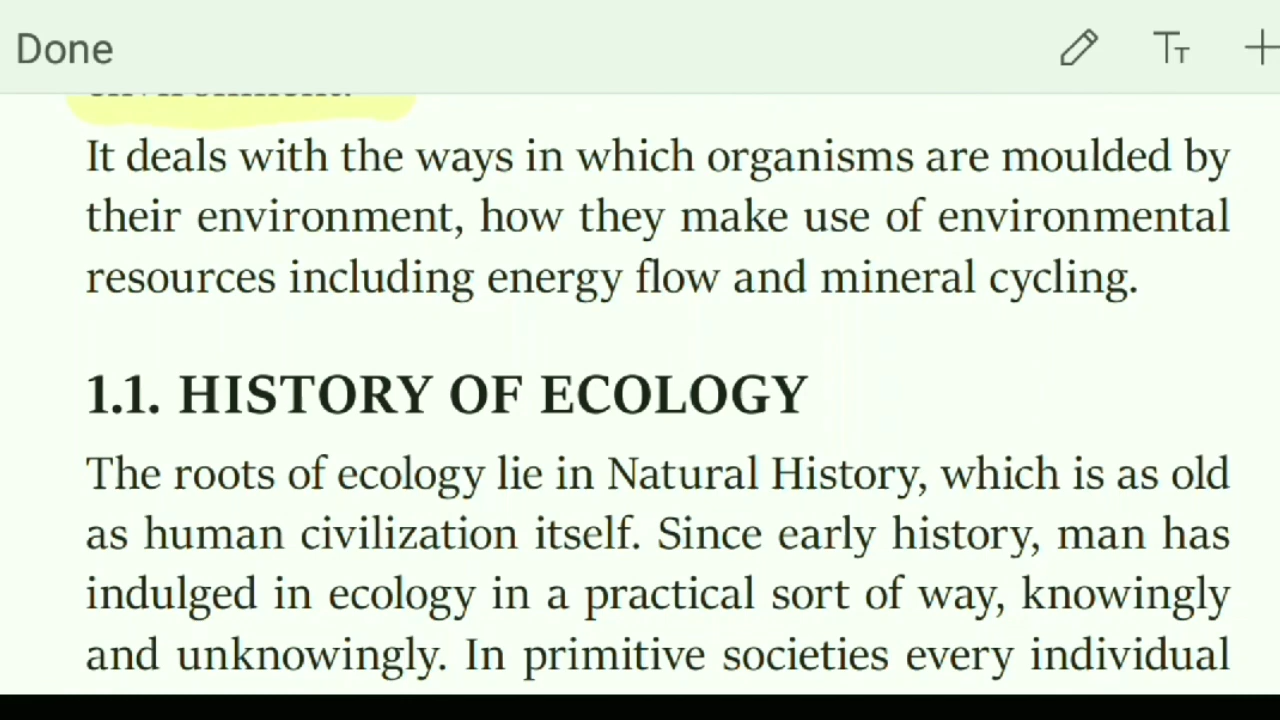 Done
It deals with the ways in which organisms are moulded by
their environment, how they make use of environmental
resources including energy flow and mineral cycling.
1.1. HISTORY OF ECOLOGY
The roots of ecology lie in Natural History, which is as old
as human civilization itself. Since early history, man has
indulged in ecology in a practical sort of way, knowingly
and unknowingly. In primitive societies every individual